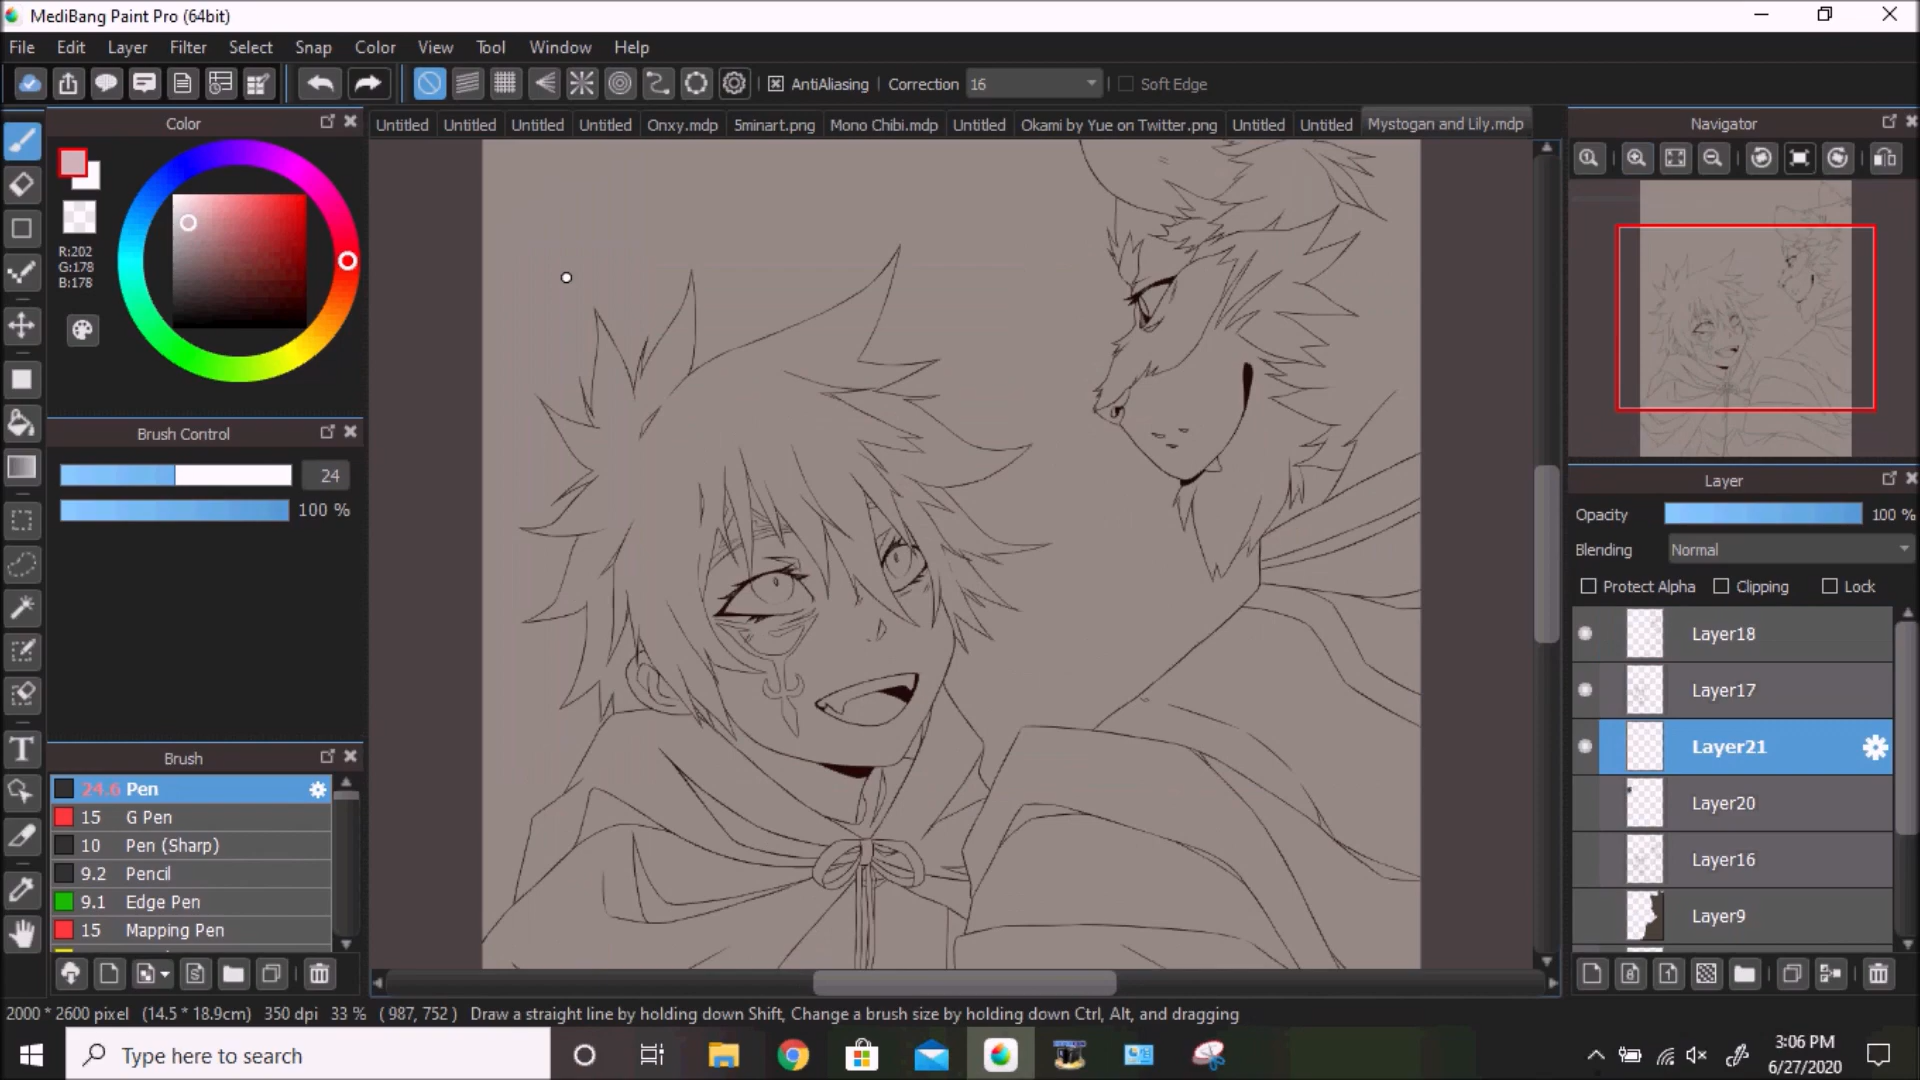 MediBang Paint Pro (64bit)
File Edit Layer Filter Select Snap Color View Tool Window Help
AntiAliasing Correction 16 Soft Edge
Color
Untitled Untitled Untitled Untitled Onxy.mdp 5minart.png Mono Chibi.mdp Untitled Okami by Yue on Twitter.png Untitled Untitled Mystogan and Lily.mdp
Navigator
R:202
G:178
B:178
Brush Control
24
100 %
Layer
Opacity 100 %
Blending Normal
Protect Alpha Clipping Lock
Layer18
Layer17
Layer21
Layer20
Layer16
Layer9
Brush
24.6 Pen
15 G Pen
10 Pen (Sharp)
9.2 Pencil
9.1 Edge Pen
15 Mapping Pen
2000 * 2600 pixel (14.5 * 18.9cm) 350 dpi 33 % ( 987, 752 ) Draw a straight line by holding down Shift, Change a brush size by holding down Ctrl, Alt, and dragging
Type here to search
3:06 PM
6/27/2020